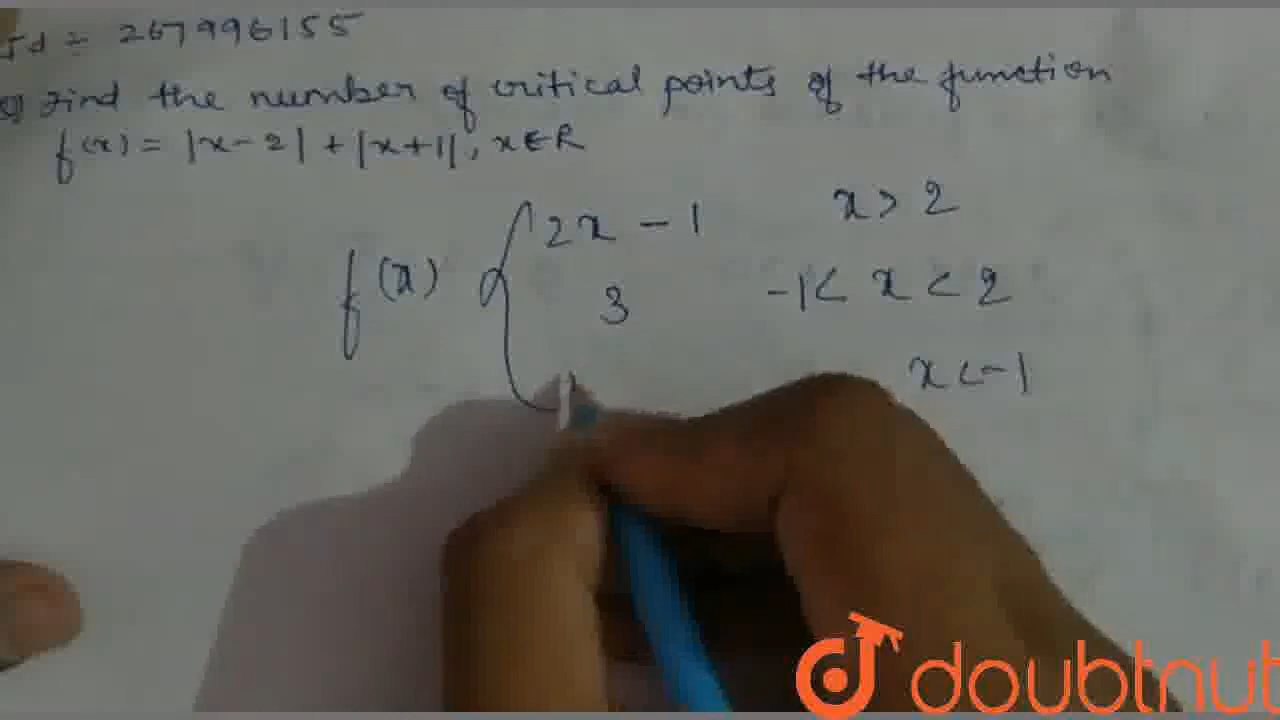 Id = 267996155
Q) Find the number of critical points of the function
f(x) = |x-2| + |x+1|, x∈R
f(x) { 2x - 1 x > 2
3 -1 < x < 2
x < -1
doubtnut